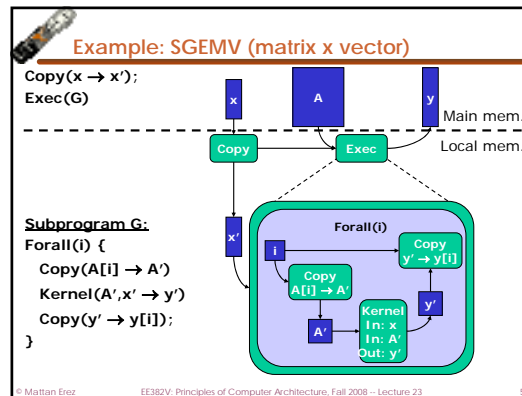 Example: SGEMV (matrix x vector)
Copy(x → x');
Exec(G)
x
A
y
Main mem.
Local mem.
Copy
Exec
Subprogram G:
Forall(i) {
Copy(A[i] → A')
Kernel(A',x' → y')
Copy(y' → y[i]);
}
x'
Forall(i)
i
Copy
y' → y[i]
Copy
A[i] → A'
A'
Kernel
In: x
In: A'
Out: y'
y'
© Mattan Erez
EE382V: Principles of Computer Architecture, Fall 2008 -- Lecture 23